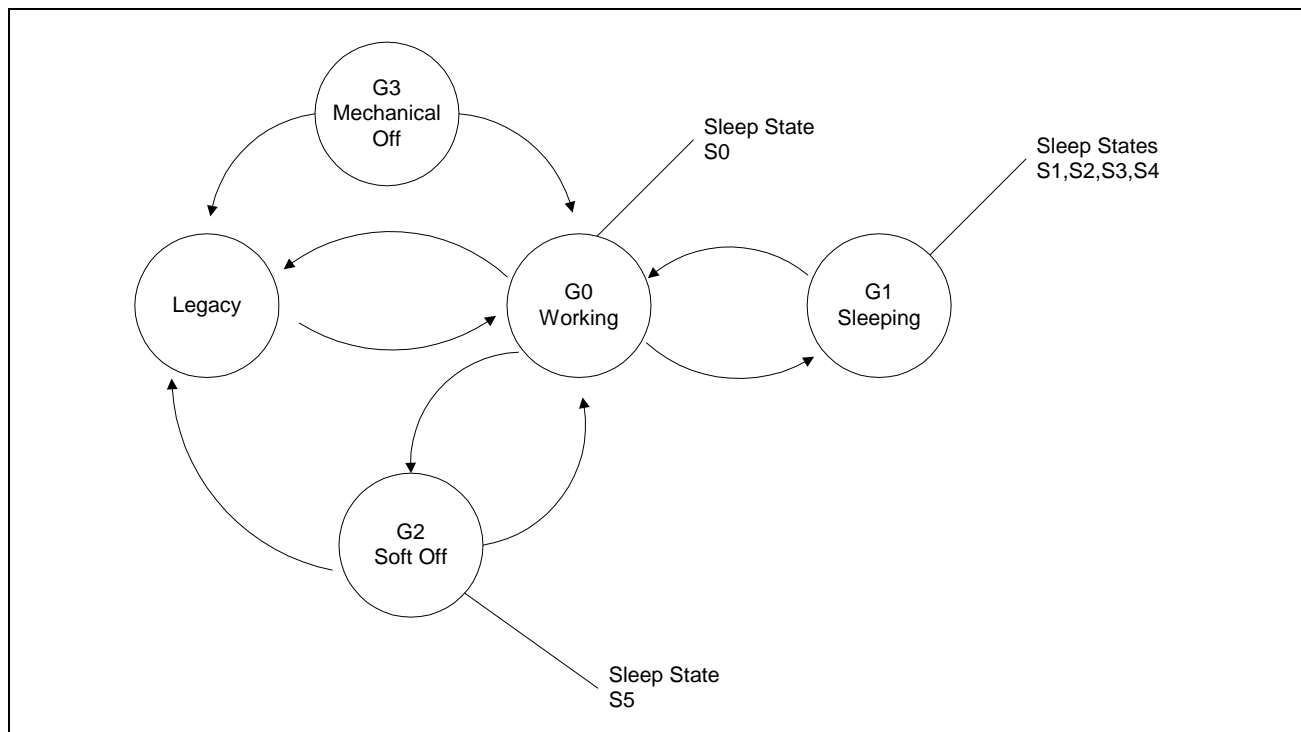 G3
Mechanical
Off
Sleep State
S0
Sleep States
S1,S2,S3,S4
Legacy
G0
Working
G1
Sleeping
G2
Soft Off
Sleep State
S5